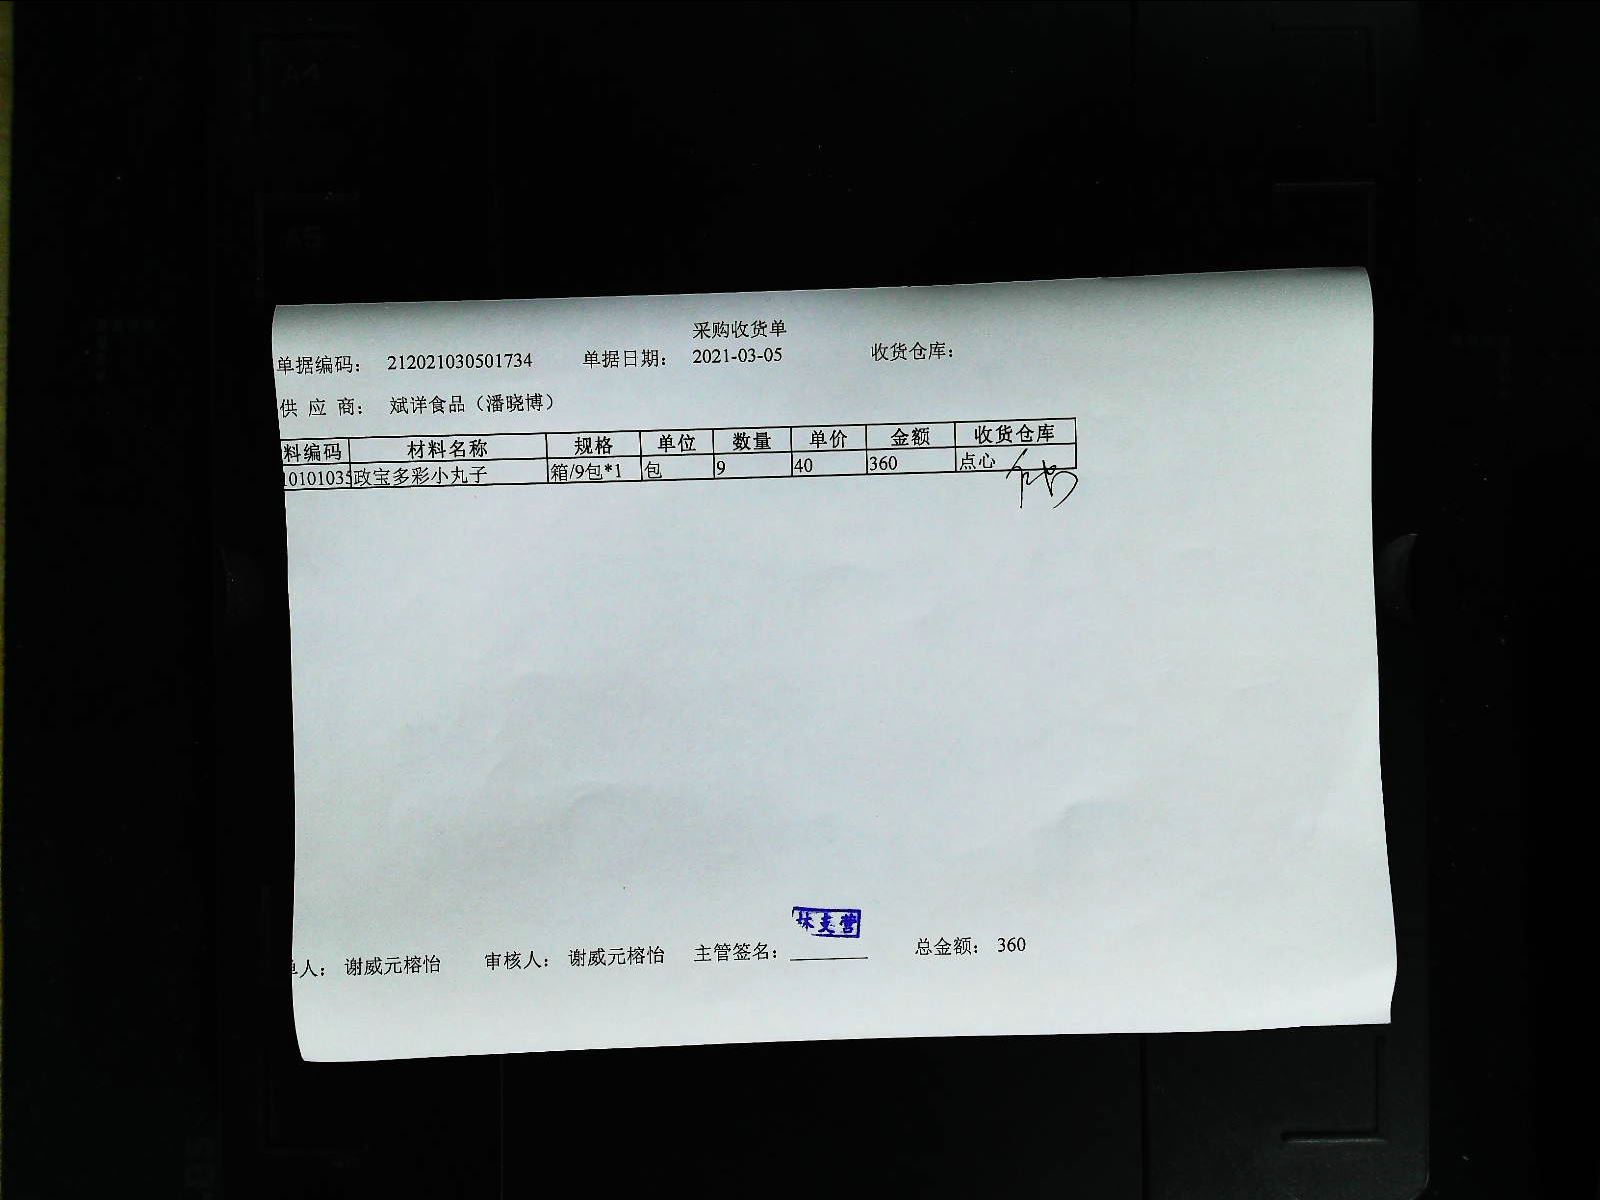 采购收货单
单据编码： 212021030501734 单据日期： 2021-03-05 收货仓库：
供 应 商： 斌洋食品（潘晓博）
料编码 材料名称 规格 单位 数量 单价 金额 收货仓库
10101035 政宝多彩小丸子 箱/9包*1 包 9 40 360 点心
单人： 谢威元榕怡 审核人： 谢威元榕怡 主管签名： 总金额： 360